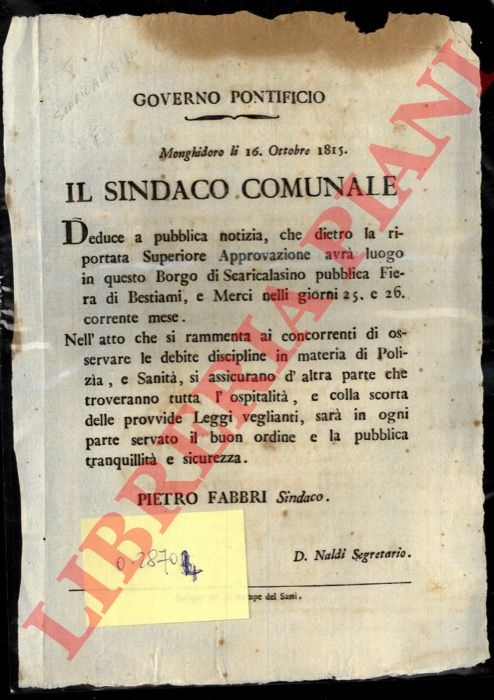 SCARICALASINO
GOVERNO PONTIFICIO
Monghidoro li 16. Ottobre 1815.
IL SINDACO COMUNALE
Deduce a pubblica notizia, che dietro la ri-
portata Superiore Approvazione avrà luogo
in questo Borgo di Scaricalasino pubblica Fie-
ra di Bestiami, e Merci nelli giorni 25. e 26.
corrente mese.
Nell' atto che si rammenta ai concorrenti di os-
servare le debite discipline in materia di Poli-
zìa, e Sanità, si assicurano d' altra parte che
troveranno tutta l' ospitalità, e colla scorta
delle provvide Leggi veglianti, sarà in ogni
parte servato il buon ordine e la pubblica
tranquillità e sicurezza.
PIETRO FABBRI Sindaco.
D. Naldi Segretario.
del Sassi.
LIBRERIA PIANI